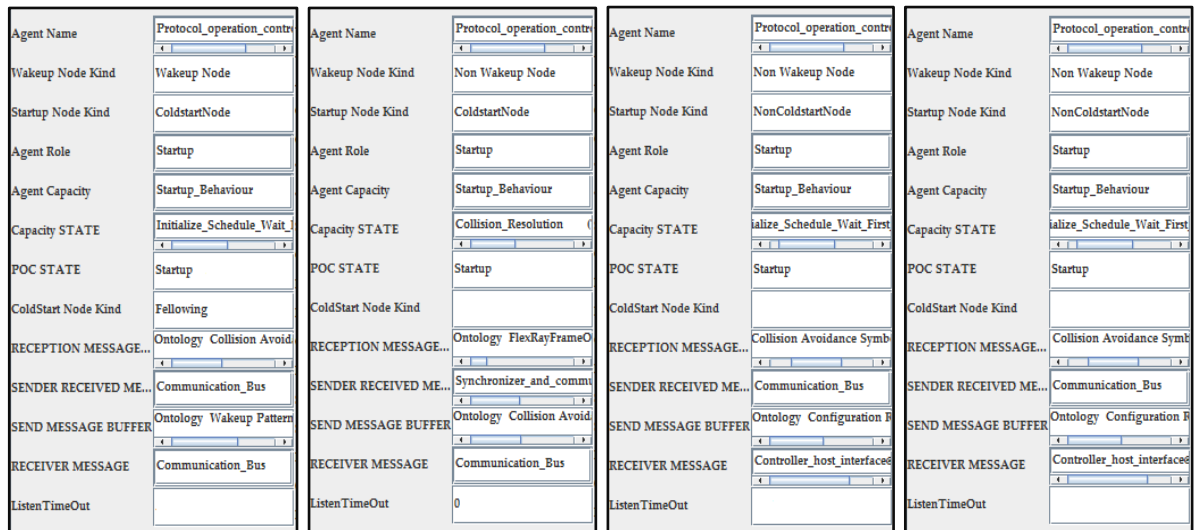 Agent Name Protocol_operation_contr
Wakeup Node Kind Wakeup Node
Startup Node Kind ColdstartNode
Agent Role Startup
Agent Capacity Startup_Behaviour
Capacity STATE Initialize_Schedule_Wait_
POC STATE Startup
ColdStart Node Kind Fellowing
RECEPTION MESSAGE... Ontology Collision Avoid
SENDER RECEIVED ME... Communication_Bus
SEND MESSAGE BUFFER Ontology Wakeup Pattern
RECEIVER MESSAGE Communication_Bus
ListenTimeOut
Agent Name Protocol_operation_contr
Wakeup Node Kind Non Wakeup Node
Startup Node Kind ColdstartNode
Agent Role Startup
Agent Capacity Startup_Behaviour
Capacity STATE Collision_Resolution (
POC STATE Startup
ColdStart Node Kind
RECEPTION MESSAGE... Ontology FlexRayFrameO
SENDER RECEIVED ME... Synchronizer_and_commu
SEND MESSAGE BUFFER Ontology Collision Avoid
RECEIVER MESSAGE Communication_Bus
ListenTimeOut 0
Agent Name Protocol_operation_contr
Wakeup Node Kind Non Wakeup Node
Startup Node Kind NonColdstartNode
Agent Role Startup
Agent Capacity Startup_Behaviour
Capacity STATE ialize_Schedule_Wait_First
POC STATE Startup
ColdStart Node Kind
RECEPTION MESSAGE... Collision Avoidance Symb
SENDER RECEIVED ME... Communication_Bus
SEND MESSAGE BUFFER Ontology Configuration R
RECEIVER MESSAGE Controller_host_interface@
ListenTimeOut
Agent Name Protocol_operation_contr
Wakeup Node Kind Non Wakeup Node
Startup Node Kind NonColdstartNode
Agent Role Startup
Agent Capacity Startup_Behaviour
Capacity STATE ialize_Schedule_Wait_First
POC STATE Startup
ColdStart Node Kind
RECEPTION MESSAGE... Collision Avoidance Symb
SENDER RECEIVED ME... Communication_Bus
SEND MESSAGE BUFFER Ontology Configuration R
RECEIVER MESSAGE Controller_host_interface
ListenTimeOut